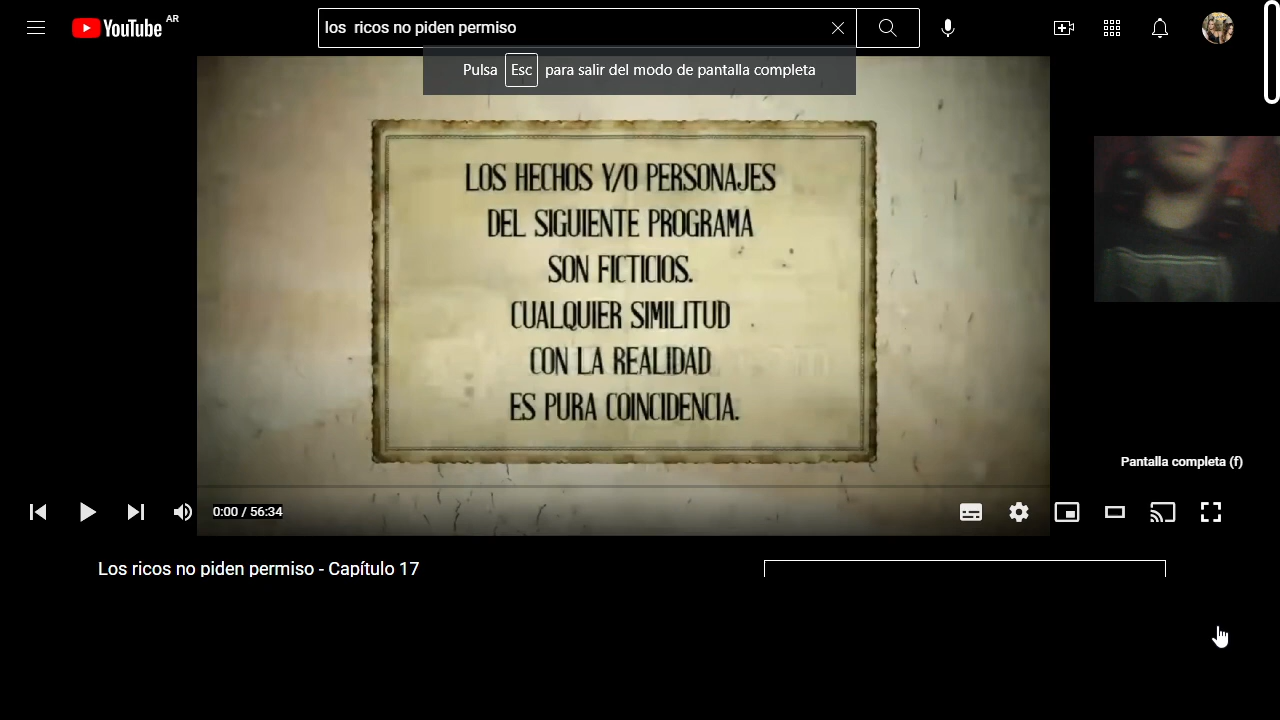 YouTube AR
los  ricos no piden permiso
Pulsa Esc para salir del modo de pantalla completa
LOS HECHOS Y/O PERSONAJES
DEL SIGUIENTE PROGRAMA
SON FICTICIOS.
CUALQUIER SIMILITUD
CON LA REALIDAD
ES PURA COINCIDENCIA.
Pantalla completa (f)
0:00 / 56:34
Los ricos no piden permiso - Capítulo 17